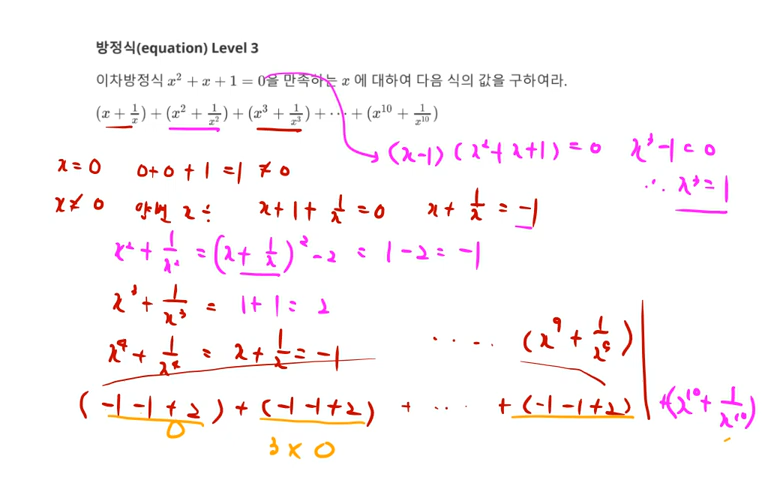 방정식(equation) Level 3
이차방정식 x² + x + 1 = 0을 만족하는 x 에 대하여 다음 식의 값을 구하여라.
(x + 1/x) + (x² + 1/x²) + (x³ + 1/x³) + ··· + (x¹⁰ + 1/x¹⁰)
(x-1) (x²+x+1) = 0 x³-1 = 0
∴ x³ = 1
x=0 0+0+1 = 1 ≠ 0
x≠0 양변 x÷ x+1+1/x = 0 x+1/x = -1
x²+1/x² = (x+1/x)²-2 = 1-2 = -1
x³+1/x³ = 1+1 = 2
x⁴+1/x⁴ = x+1/x = -1 ····· (x⁹+1/x⁹)
(-1-1+2) + (-1-1+2) + ··· + (-1-1+2) +(x¹⁰+1/x¹⁰)
0
3 × 0